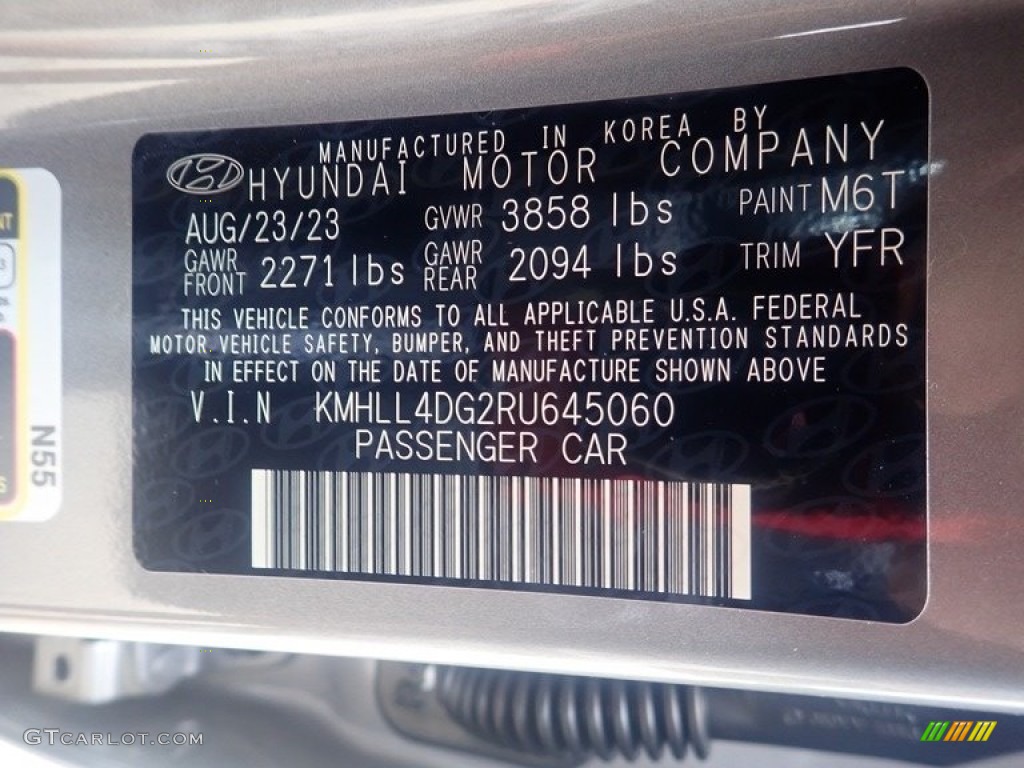 MANUFACTURED IN KOREA BY
HYUNDAI MOTOR COMPANY
AUG/23/23 GVWR 3858 lbs PAINT M6T
GAWR FRONT 2271 lbs GAWR REAR 2094 lbs TRIM YFR
THIS VEHICLE CONFORMS TO ALL APPLICABLE U.S.A. FEDERAL
MOTOR VEHICLE SAFETY, BUMPER, AND THEFT PREVENTION STANDARDS
IN EFFECT ON THE DATE OF MANUFACTURE SHOWN ABOVE
V.I.N KMHLL4DG2RU645060
PASSENGER CAR
N55
GTCARLOT.COM